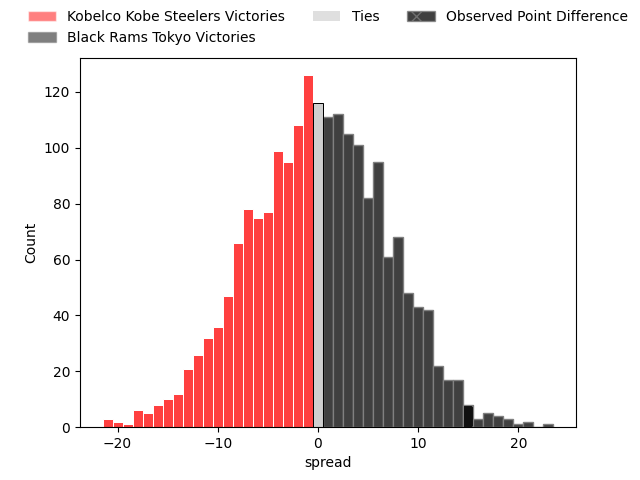 Kobelco Kobe Steelers Victories
Ties
Observed Point Difference
Black Rams Tokyo Victories
120
100
80
60
40
20
0
Count
−20
−10
0
10
20
spread